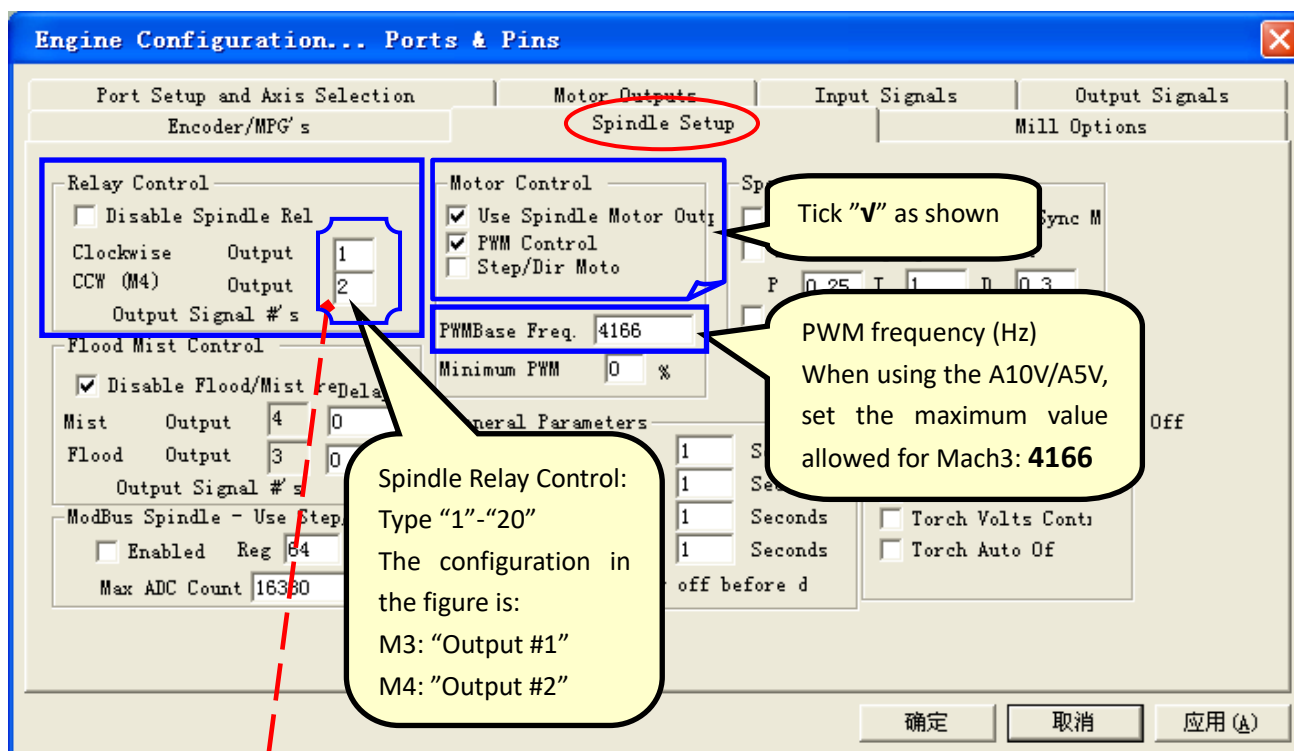 Engine Configuration... Ports & Pins
Port Setup and Axis Selection
Motor Outputs
Input Signals
Output Signals
Encoder/MPG's
Spindle Setup
Mill Options
Relay Control
Disable Spindle Rel
Clockwise Output 1
CCW (M4) Output 2
Output Signal #'s
Motor Control
Use Spindle Motor Outp
PWM Control
Step/Dir Moto
PWMBase Freq. 4166
Minimum PWM 0 %
Sync M
P 0.25 I 1 D 0.3
Tick "√" as shown
PWM frequency (Hz)
When using the A10V/A5V,
set the maximum value
allowed for Mach3: 4166
Flood Mist Control
Disable Flood/Mist re Dela
Mist Output 4 0
Flood Output 3 0
Output Signal #'s
ModBus Spindle - Use Step
Enabled Reg 64
Max ADC Count 16380
neral Parameters
1 S
1 Se
1 Seconds
1 Seconds
off before d
Off
Torch Volts Cont
Torch Auto Of
Spindle Relay Control:
Type “1”-“20”
The configuration in
the figure is:
M3: “Output #1”
M4: ”Output #2”
确定
取消
应用(A)